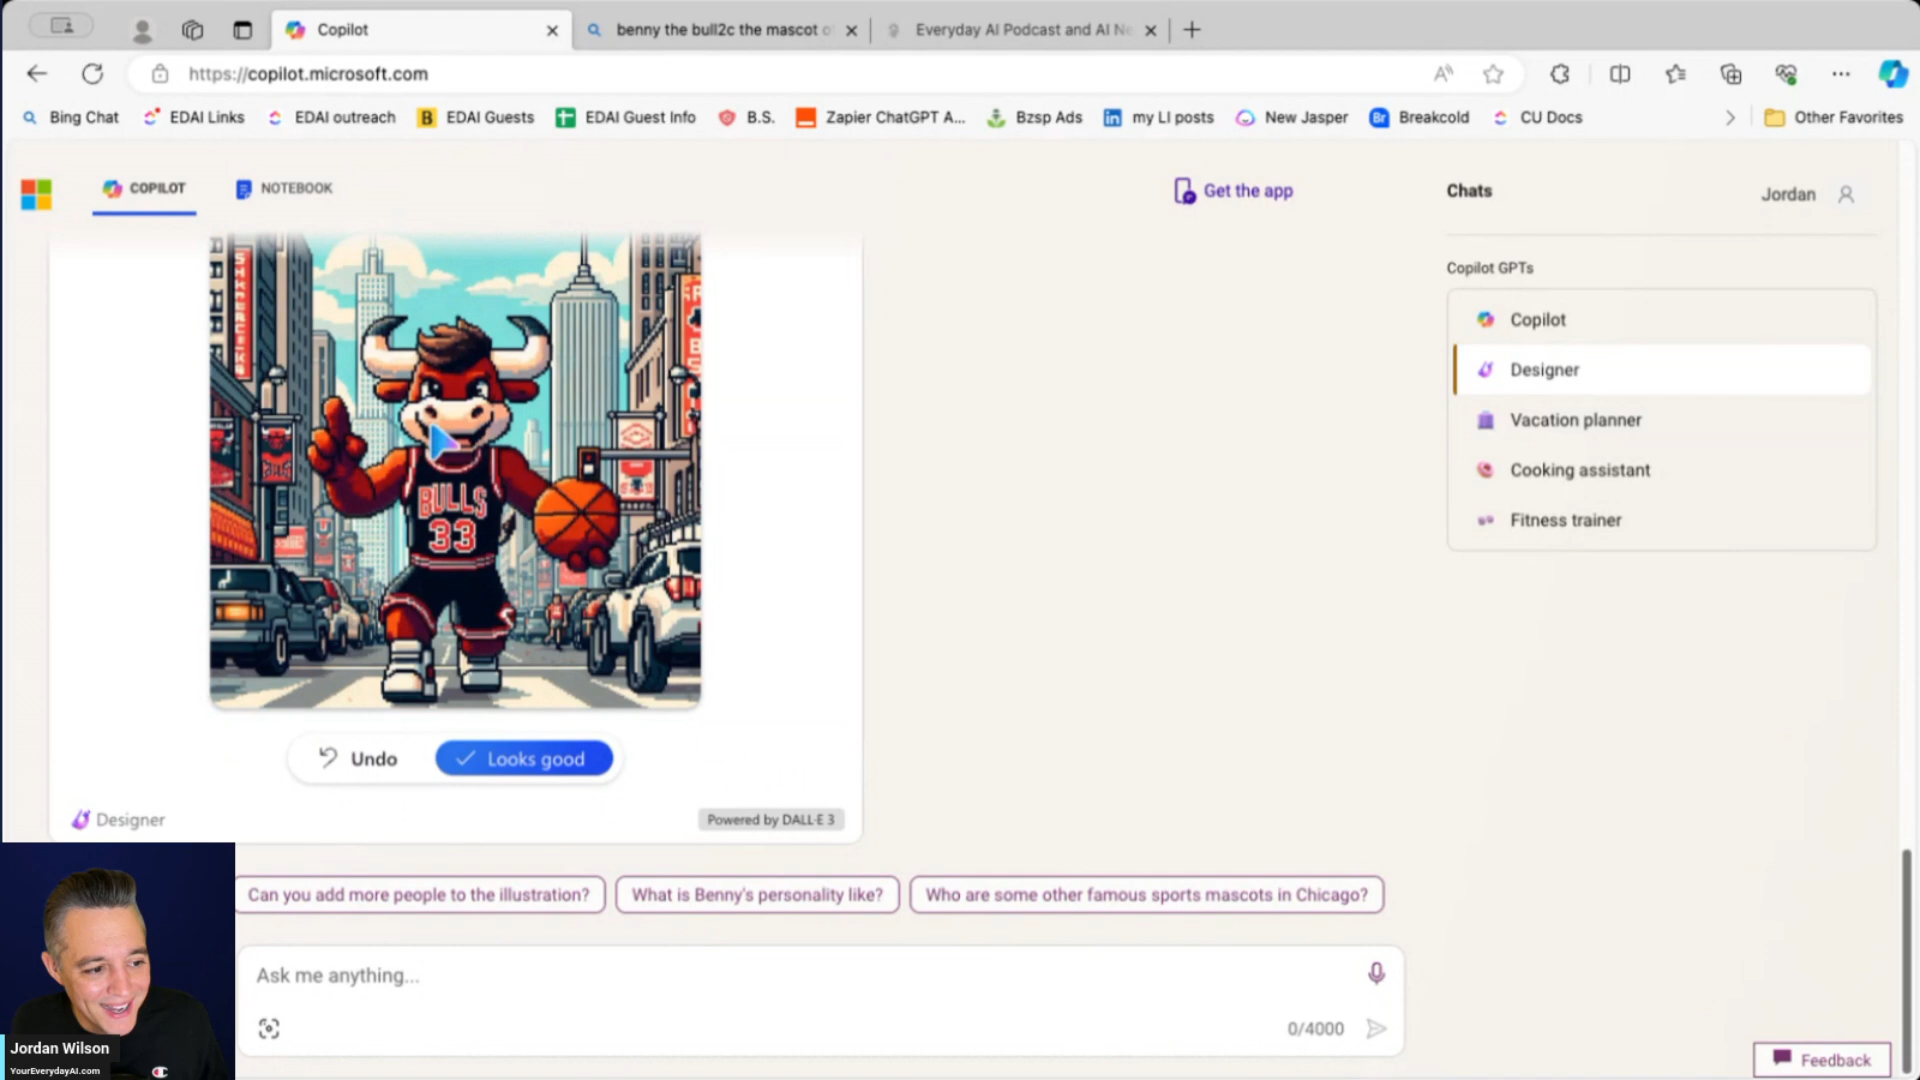 Copilot
benny the bull2c the mascot o
Everyday AI Podcast and AI Ne
https://copilot.microsoft.com
Bing Chat
EDAI Links
EDAI outreach
EDAI Guests
EDAI Guest Info
B.S.
Zapier ChatGPT A...
Bzsp Ads
my LI posts
New Jasper
Breakcold
CU Docs
Other Favorites
COPILOT
NOTEBOOK
Get the app
Chats
Jordan
Copilot GPTs
Copilot
Designer
Vacation planner
Cooking assistant
Fitness trainer
BULLS
33
Undo
Looks good
Designer
Powered by DALL·E 3
Can you add more people to the illustration?
What is Benny's personality like?
Who are some other famous sports mascots in Chicago?
Ask me anything...
0/4000
Feedback
Jordan Wilson
YourEverydayAI.com